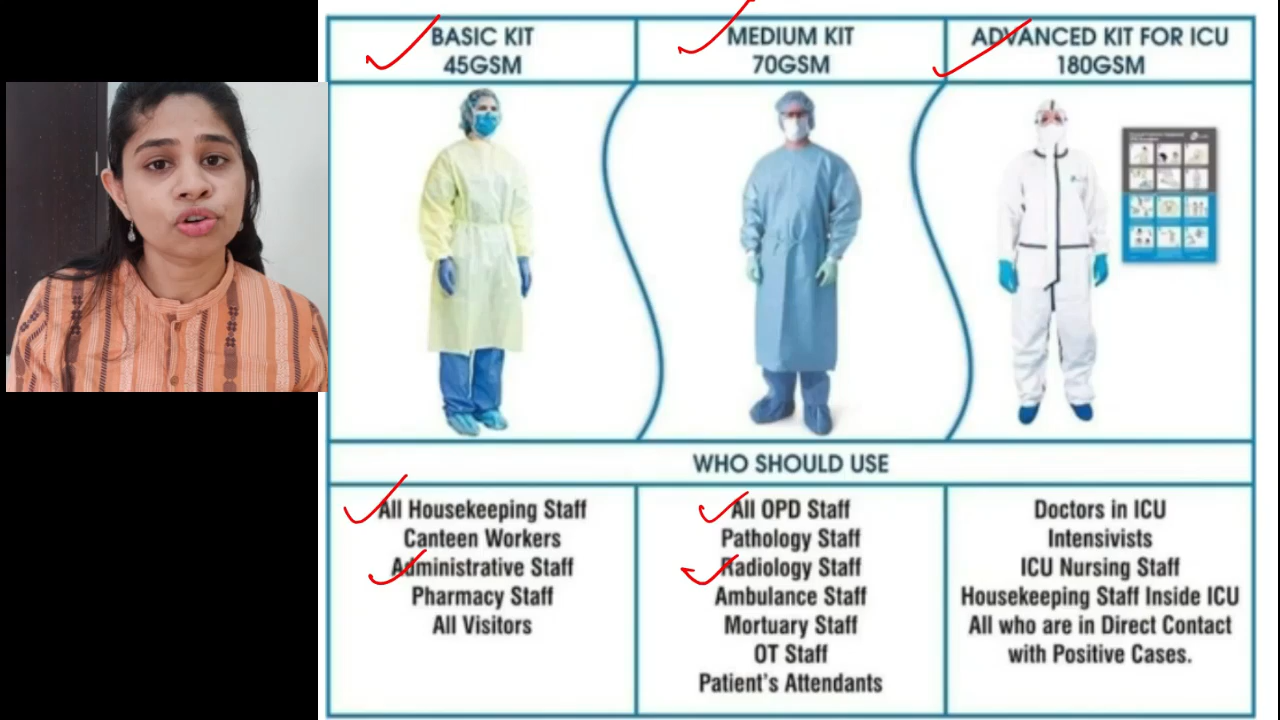 BASIC KIT
45GSM
MEDIUM KIT
70GSM
ADVANCED KIT FOR ICU
180GSM
WHO SHOULD USE
All Housekeeping Staff
Canteen Workers
Administrative Staff
Pharmacy Staff
All Visitors
All OPD Staff
Pathology Staff
Radiology Staff
Ambulance Staff
Mortuary Staff
OT Staff
Patient's Attendants
Doctors in ICU
Intensivists
ICU Nursing Staff
Housekeeping Staff Inside ICU
All who are in Direct Contact
with Positive Cases.